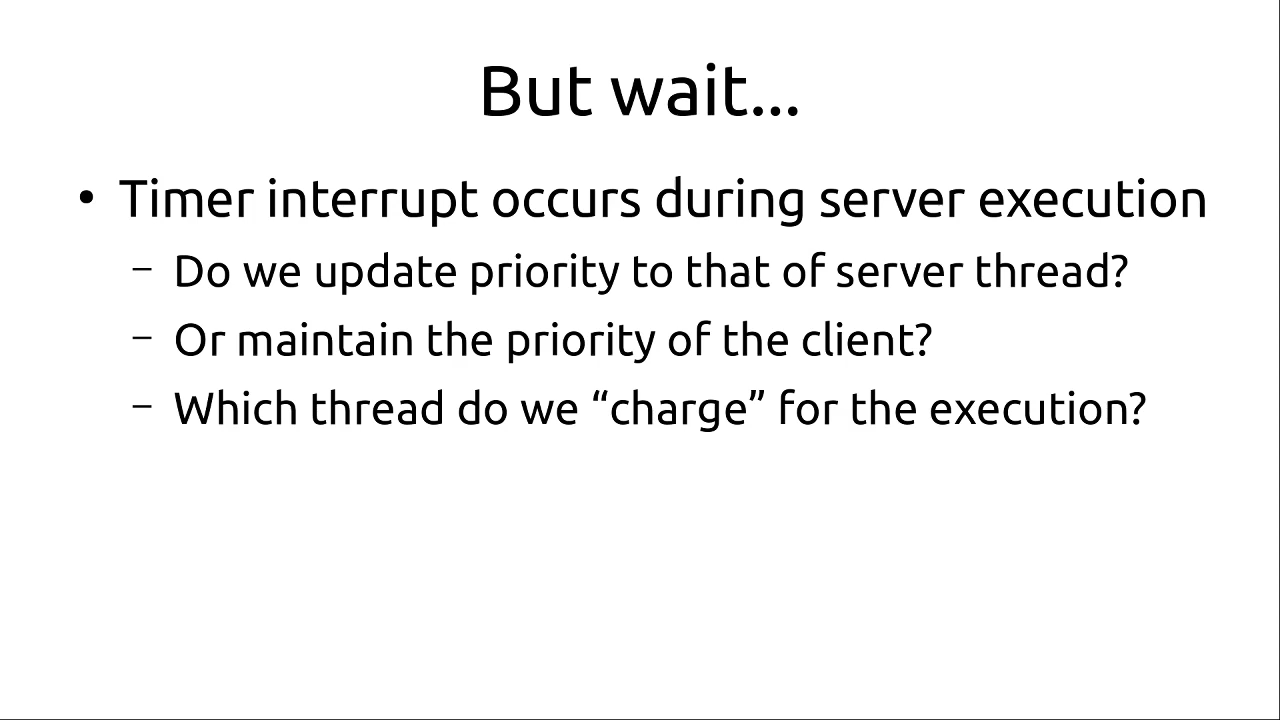 But wait...
• Timer interrupt occurs during server execution
– Do we update priority to that of server thread?
– Or maintain the priority of the client?
– Which thread do we “charge” for the execution?